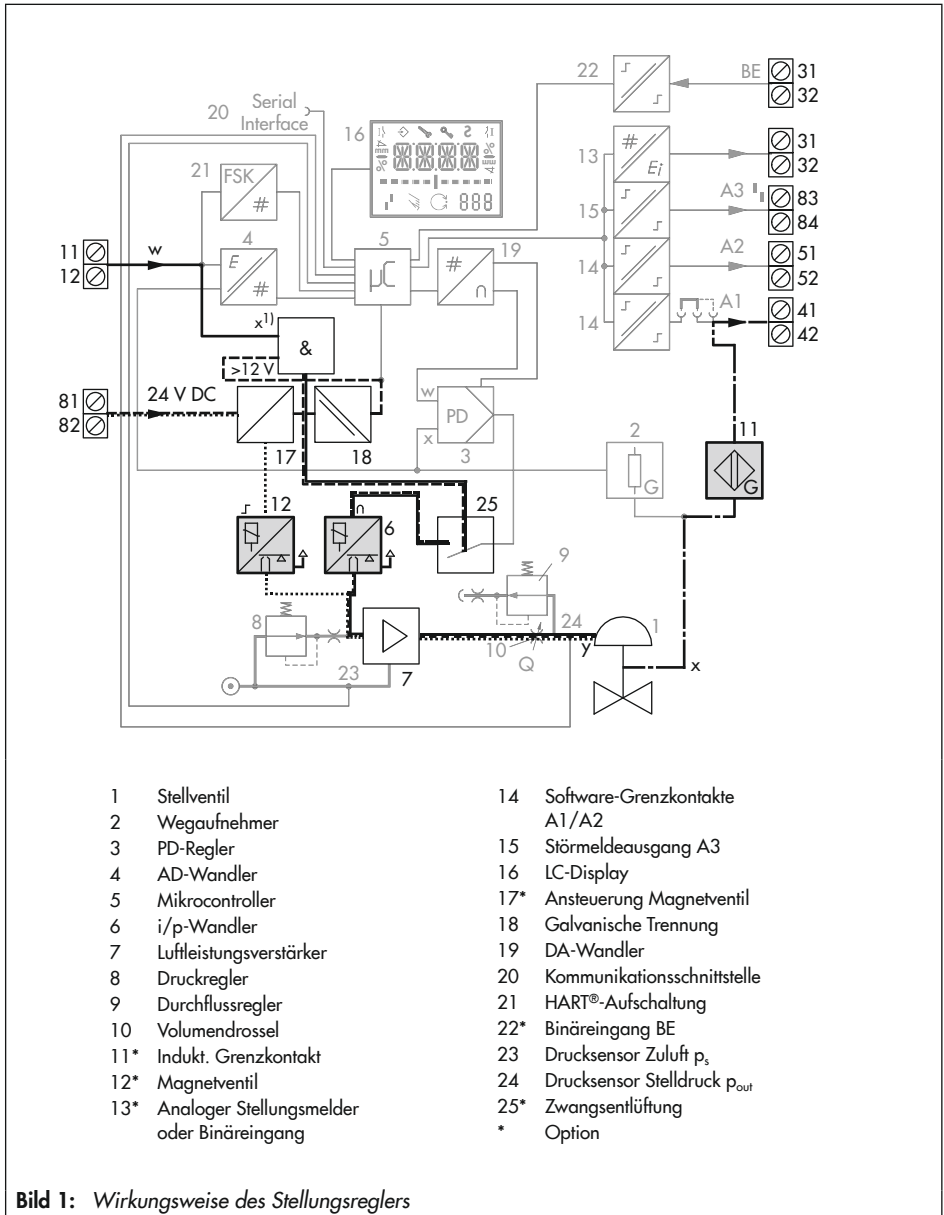 22
BE
31
32
20
Serial
Interface
16
mm
%
%
888
21
FSK
#
13
#
Ei
31
32
15
A3
83
84
11
12
w
4
E
#
5
µC
#
∩
19
14
A2
51
52
x1)
&
14
A1
41
42
>12 V
81
82
24 V DC
17
18
w
PD
x
3
2
G
11
G
12
∩
6
25
9
8
23
7
10
Q
24
y
1
x
1 Stellventil
2 Wegaufnehmer
3 PD-Regler
4 AD-Wandler
5 Mikrocontroller
6 i/p-Wandler
7 Luftleistungsverstärker
8 Druckregler
9 Durchflussregler
10 Volumendrossel
11* Indukt. Grenzkontakt
12* Magnetventil
13* Analoger Stellungsmelder
oder Binäreingang
14 Software-Grenzkontakte
A1/A2
15 Störmeldeausgang A3
16 LC-Display
17* Ansteuerung Magnetventil
18 Galvanische Trennung
19 DA-Wandler
20 Kommunikationsschnittstelle
21 HART®-Aufschaltung
22* Binäreingang BE
23 Drucksensor Zuluft ps
24 Drucksensor Stelldruck pout
25* Zwangsentlüftung
* Option
Bild 1: Wirkungsweise des Stellungsreglers